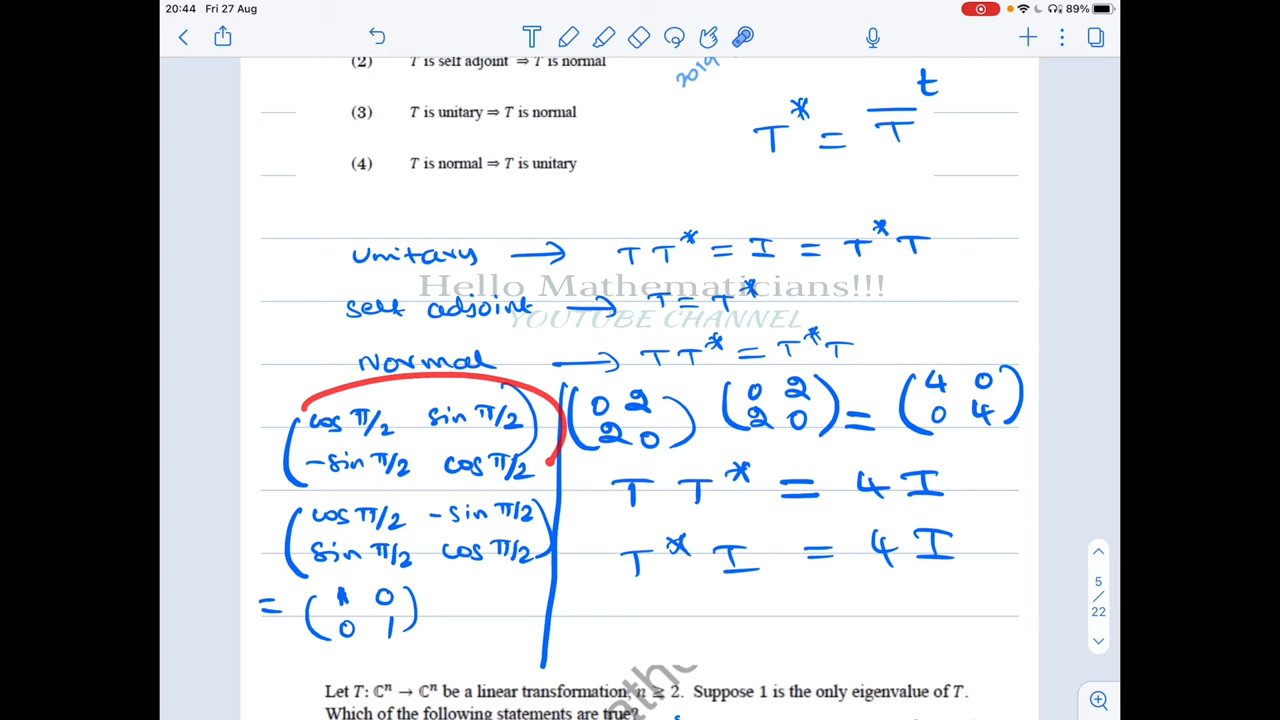 20:44 Fri 27 Aug 89%
(2) T is self adjoint ⇒ T is normal
2019
T* = T̅ᵗ
(3) T is unitary ⇒ T is normal
(4) T is normal ⇒ T is unitary
Unitary → T T* = I = T* T
Hello Mathematicians!!!
self adjoint → T = T*
YOUTUBE CHANNEL
Normal → T T* = T* T
(0 2 (0 2 = (4 0
2 0) 2 0) 0 4)
(cos π/2 sin π/2
-sin π/2 cos π/2)
T T* = 4 I
(cos π/2 -sin π/2
sin π/2 cos π/2)
T* I = 4 I
= (1 0
0 1)
5
/
22
Let T: ℂⁿ → ℂⁿ be a linear transformation, n ≥ 2. Suppose 1 is the only eigenvalue of T.
Which of the following statements are true?